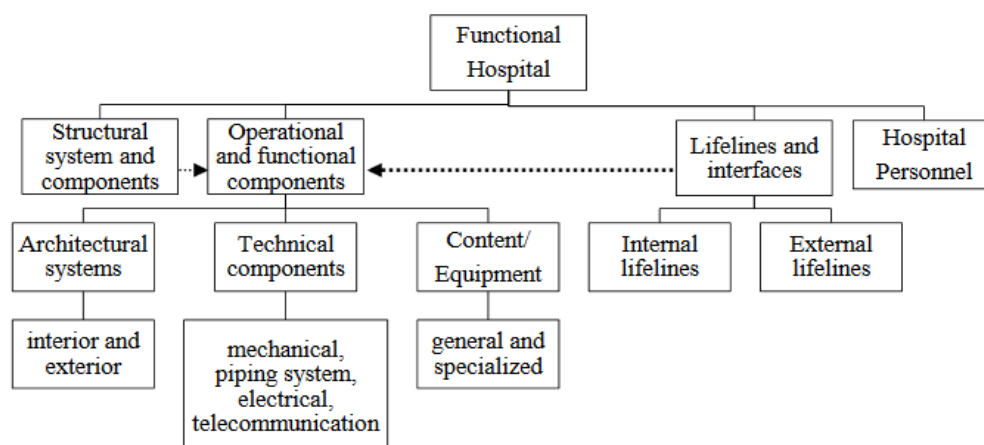 Functional
Hospital
Structural
system and
components
Operational
and functional
components
Lifelines and
interfaces
Hospital
Personnel
Architectural
systems
Technical
components
Content/
Equipment
Internal
lifelines
External
lifelines
interior and
exterior
mechanical,
piping system,
electrical,
telecommunication
general and
specialized